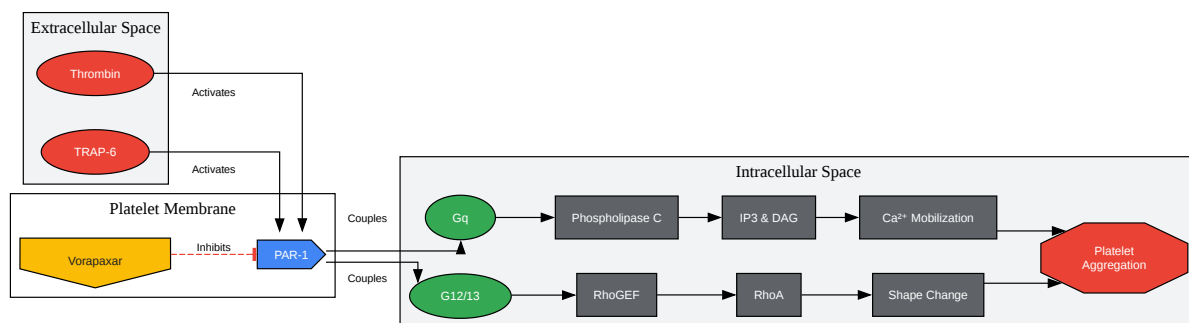 Extracellular Space
Thrombin
Activates
TRAP-6
Activates
Platelet Membrane
Vorapaxar
Inhibits
PAR-1
Couples
Couples
Intracellular Space
Gq
Phospholipase C
IP3 & DAG
Ca²⁺ Mobilization
G12/13
RhoGEF
RhoA
Shape Change
Platelet
Aggregation